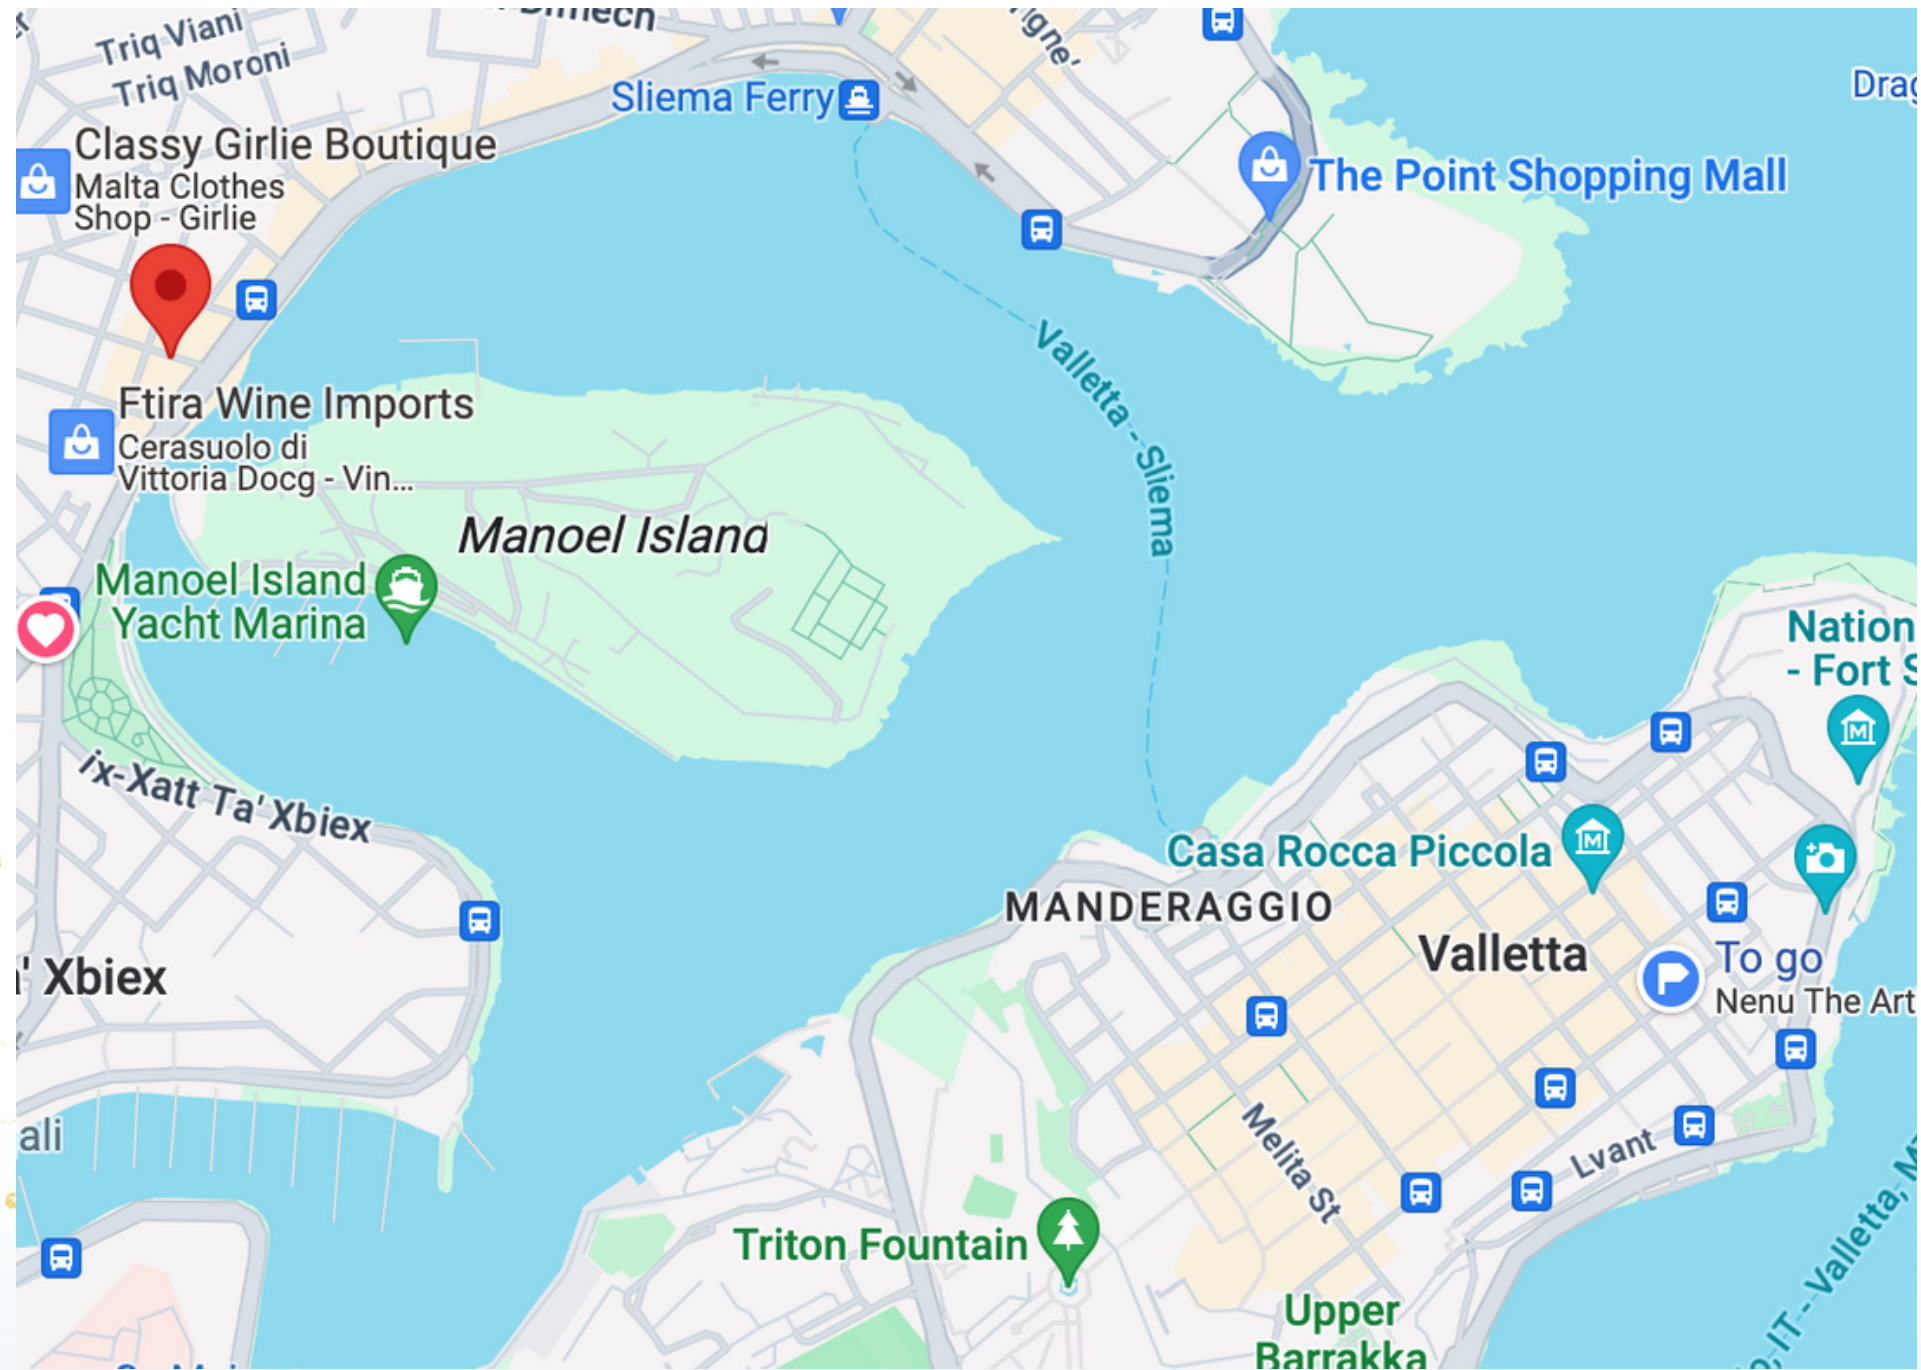 Triq Viani
Triq Moroni
Sliema Ferry
Classy Girlie Boutique
Malta Clothes
Shop - Girlie
The Point Shopping Mall
Valletta - Sliema
Ftira Wine Imports
Cerasuolo di
Vittoria Docg - Vin...
Manoel Island
Manoel Island
Yacht Marina
Nation
- Fort S
ix-Xatt Ta' Xbiex
Casa Rocca Piccola
MANDERAGGIO
Valletta
' Xbiex
To go
Nenu The Art
ali
Melita St
Lvant
Triton Fountain
Upper
Barrakka
IT - Valletta, M